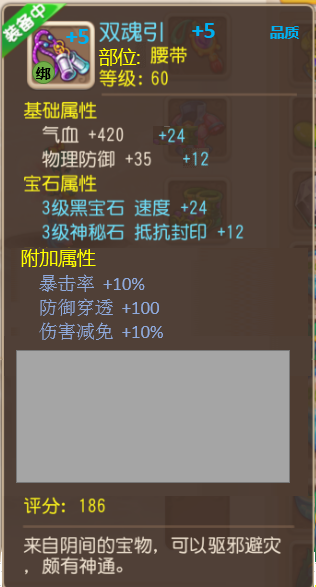 装备中
+5 双魂引 +5 品质
部位: 腰带
绑 等级: 60
基础属性
气血 +420 +24
物理防御 +35 +12
宝石属性
3级黑宝石 速度 +24
3级神秘石 抵抗封印 +12
附加属性
暴击率 +10%
防御穿透 +100
伤害减免 +10%
评分: 186
来自阴间的宝物，可以驱邪避灾
，颇有神通。